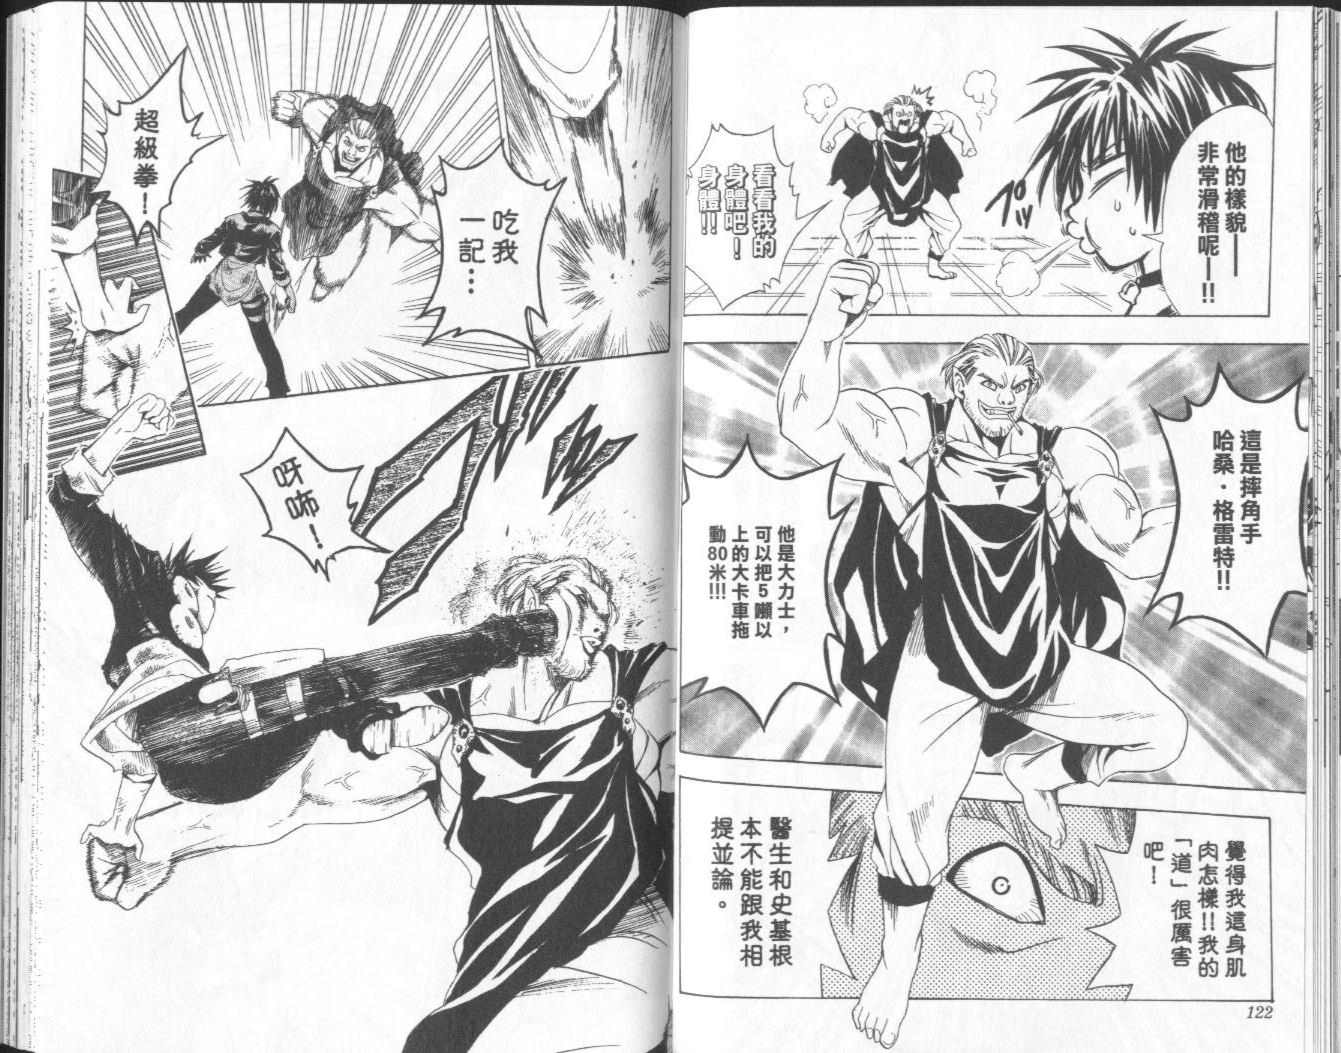 他的樣貌——
非常滑稽呢—!!
プッ
看看我的
身體吧！
身體!!
這是摔角手
哈桑·格雷特!!
他是大力士，
可以把5噸以
上的大卡車拖
動80米!!!
覺得我這身肌
肉怎樣!!我的
「道」很厲害
吧！
醫生和史基根
本不能跟我相
提並論。
122
吃我
一記…
超級拳！
呀咘！